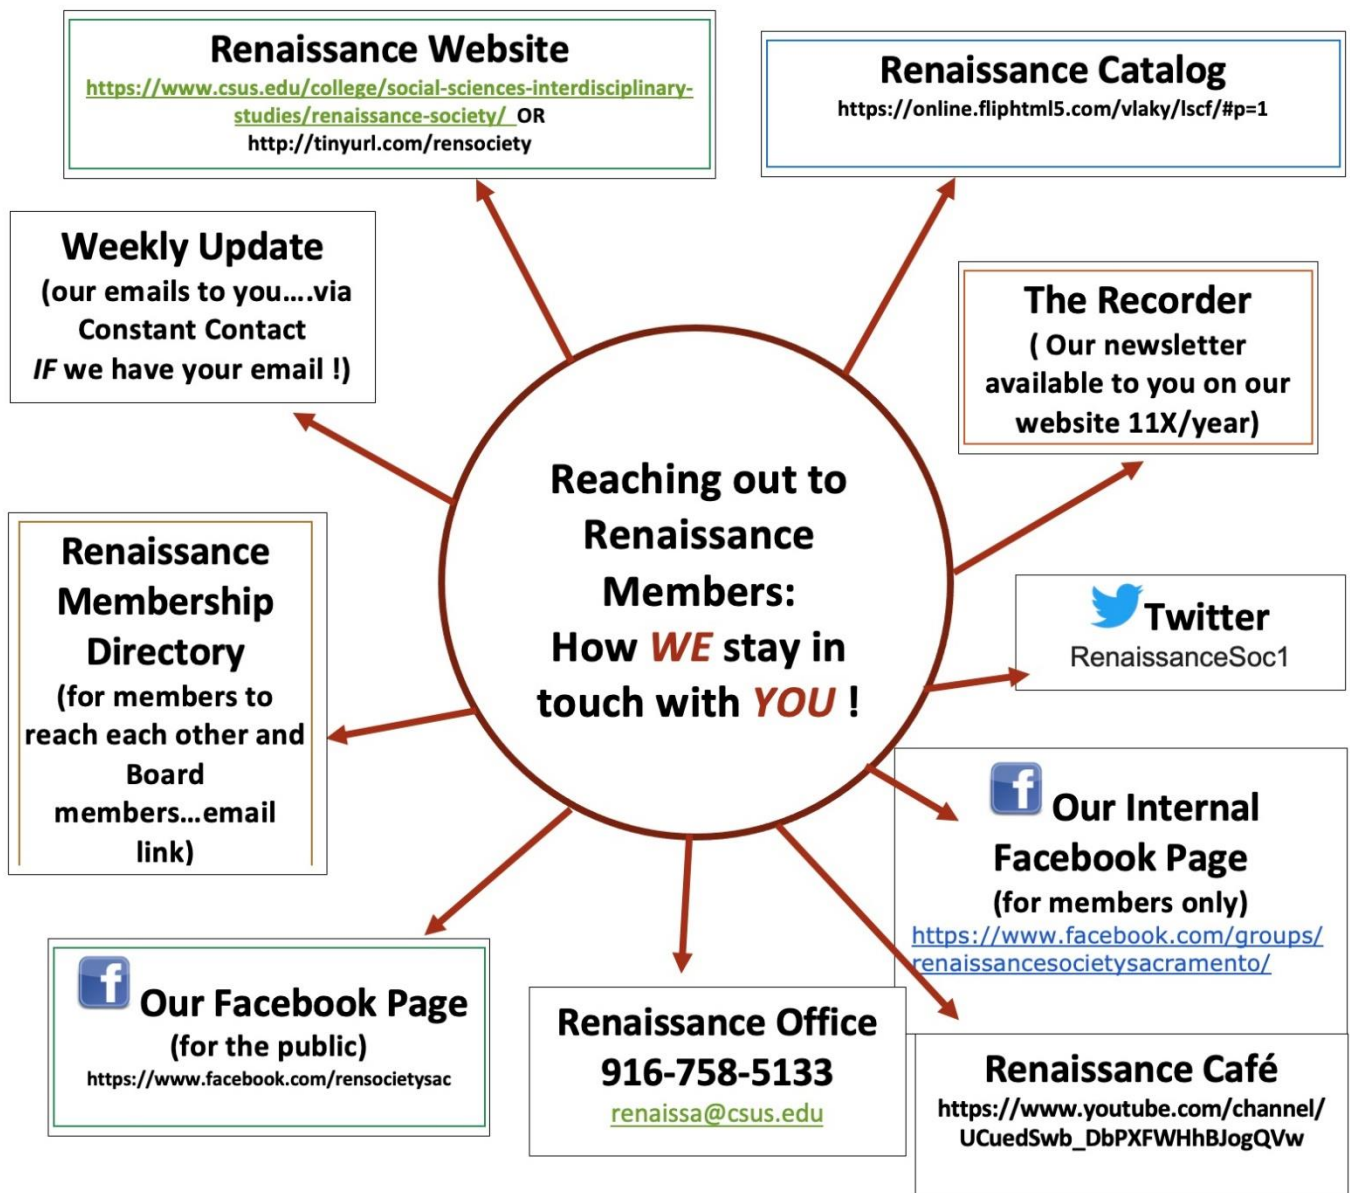 Renaissance Website
https://www.csus.edu/college/social-sciences-interdisciplinary-
studies/renaissance-society/ OR
http://tinyurl.com/rensociety
Renaissance Catalog
https://online.fliphtml5.com/vlaky/lscf/#p=1
Weekly Update
(our emails to you....via
Constant Contact
IF we have your email !)
The Recorder
( Our newsletter
available to you on our
website 11X/year)
Reaching out to
Renaissance
Members:
How WE stay in
touch with YOU !
Renaissance
Membership
Directory
(for members to
reach each other and
Board
members...email
link)
Twitter
RenaissanceSoc1
Our Internal
Facebook Page
(for members only)
https://www.facebook.com/groups/
renaissancesocietysacramento/
Our Facebook Page
(for the public)
https://www.facebook.com/rensocietysac
Renaissance Office
916-758-5133
renaissa@csus.edu
Renaissance Café
https://www.youtube.com/channel/
UCuedSwb_DbPXFWHhBJogQVw